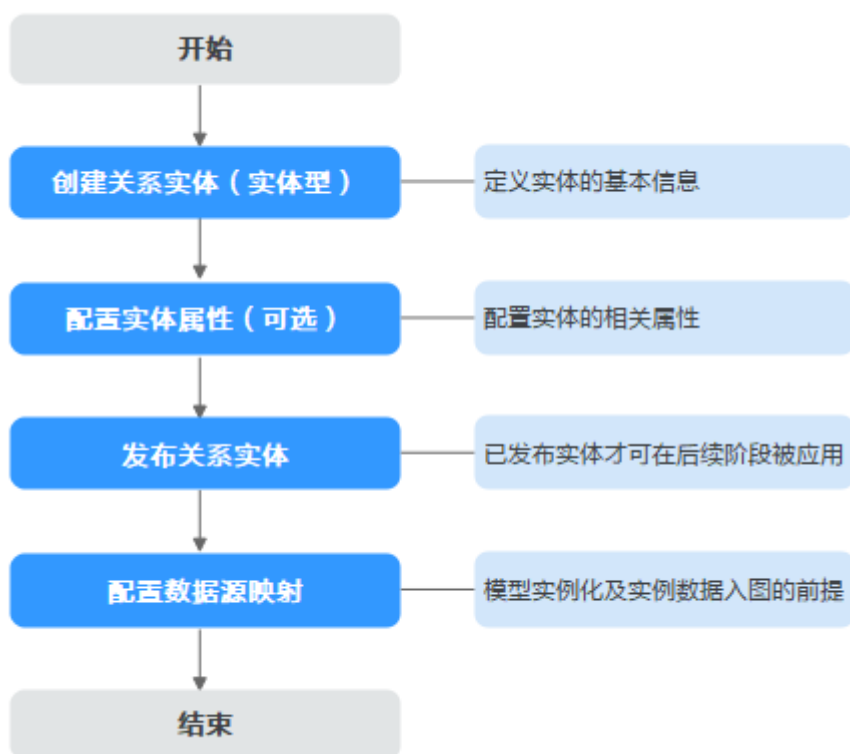 开始
创建关系实体（实体型）
定义实体的基本信息
配置实体属性（可选）
配置实体的相关属性
发布关系实体
已发布实体才可在后续阶段被应用
配置数据源映射
模型实例化及实例数据入图的前提
结束